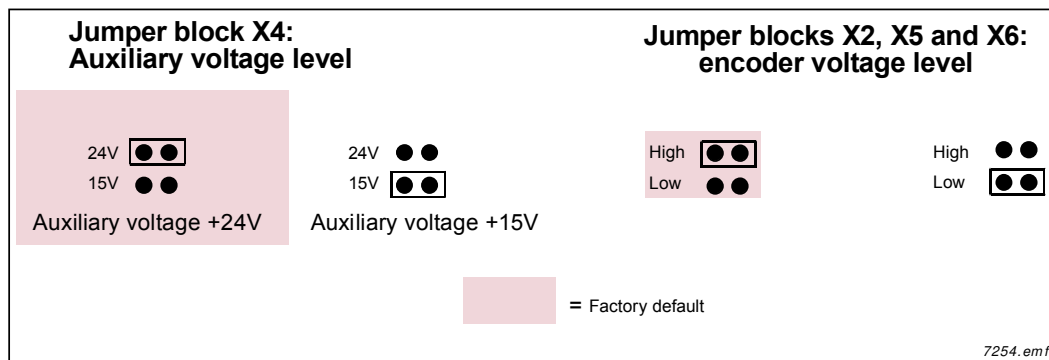 Jumper block X4:
Auxiliary voltage level
Jumper blocks X2, X5 and X6:
encoder voltage level
24V
15V
Auxiliary voltage +24V
24V
15V
Auxiliary voltage +15V
High
Low
High
Low
= Factory default
7254.emf